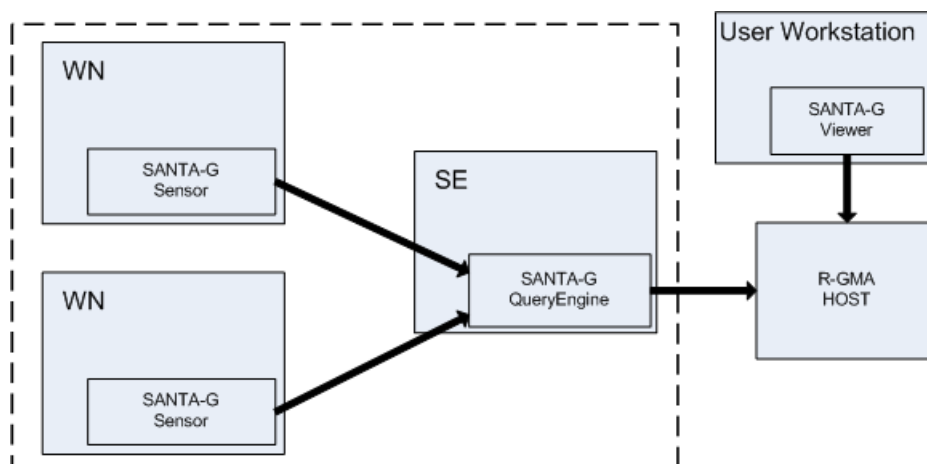 WN
SANTA-G
Sensor
WN
SANTA-G
Sensor
SE
SANTA-G
QueryEngine
User Workstation
SANTA-G
Viewer
R-GMA
HOST